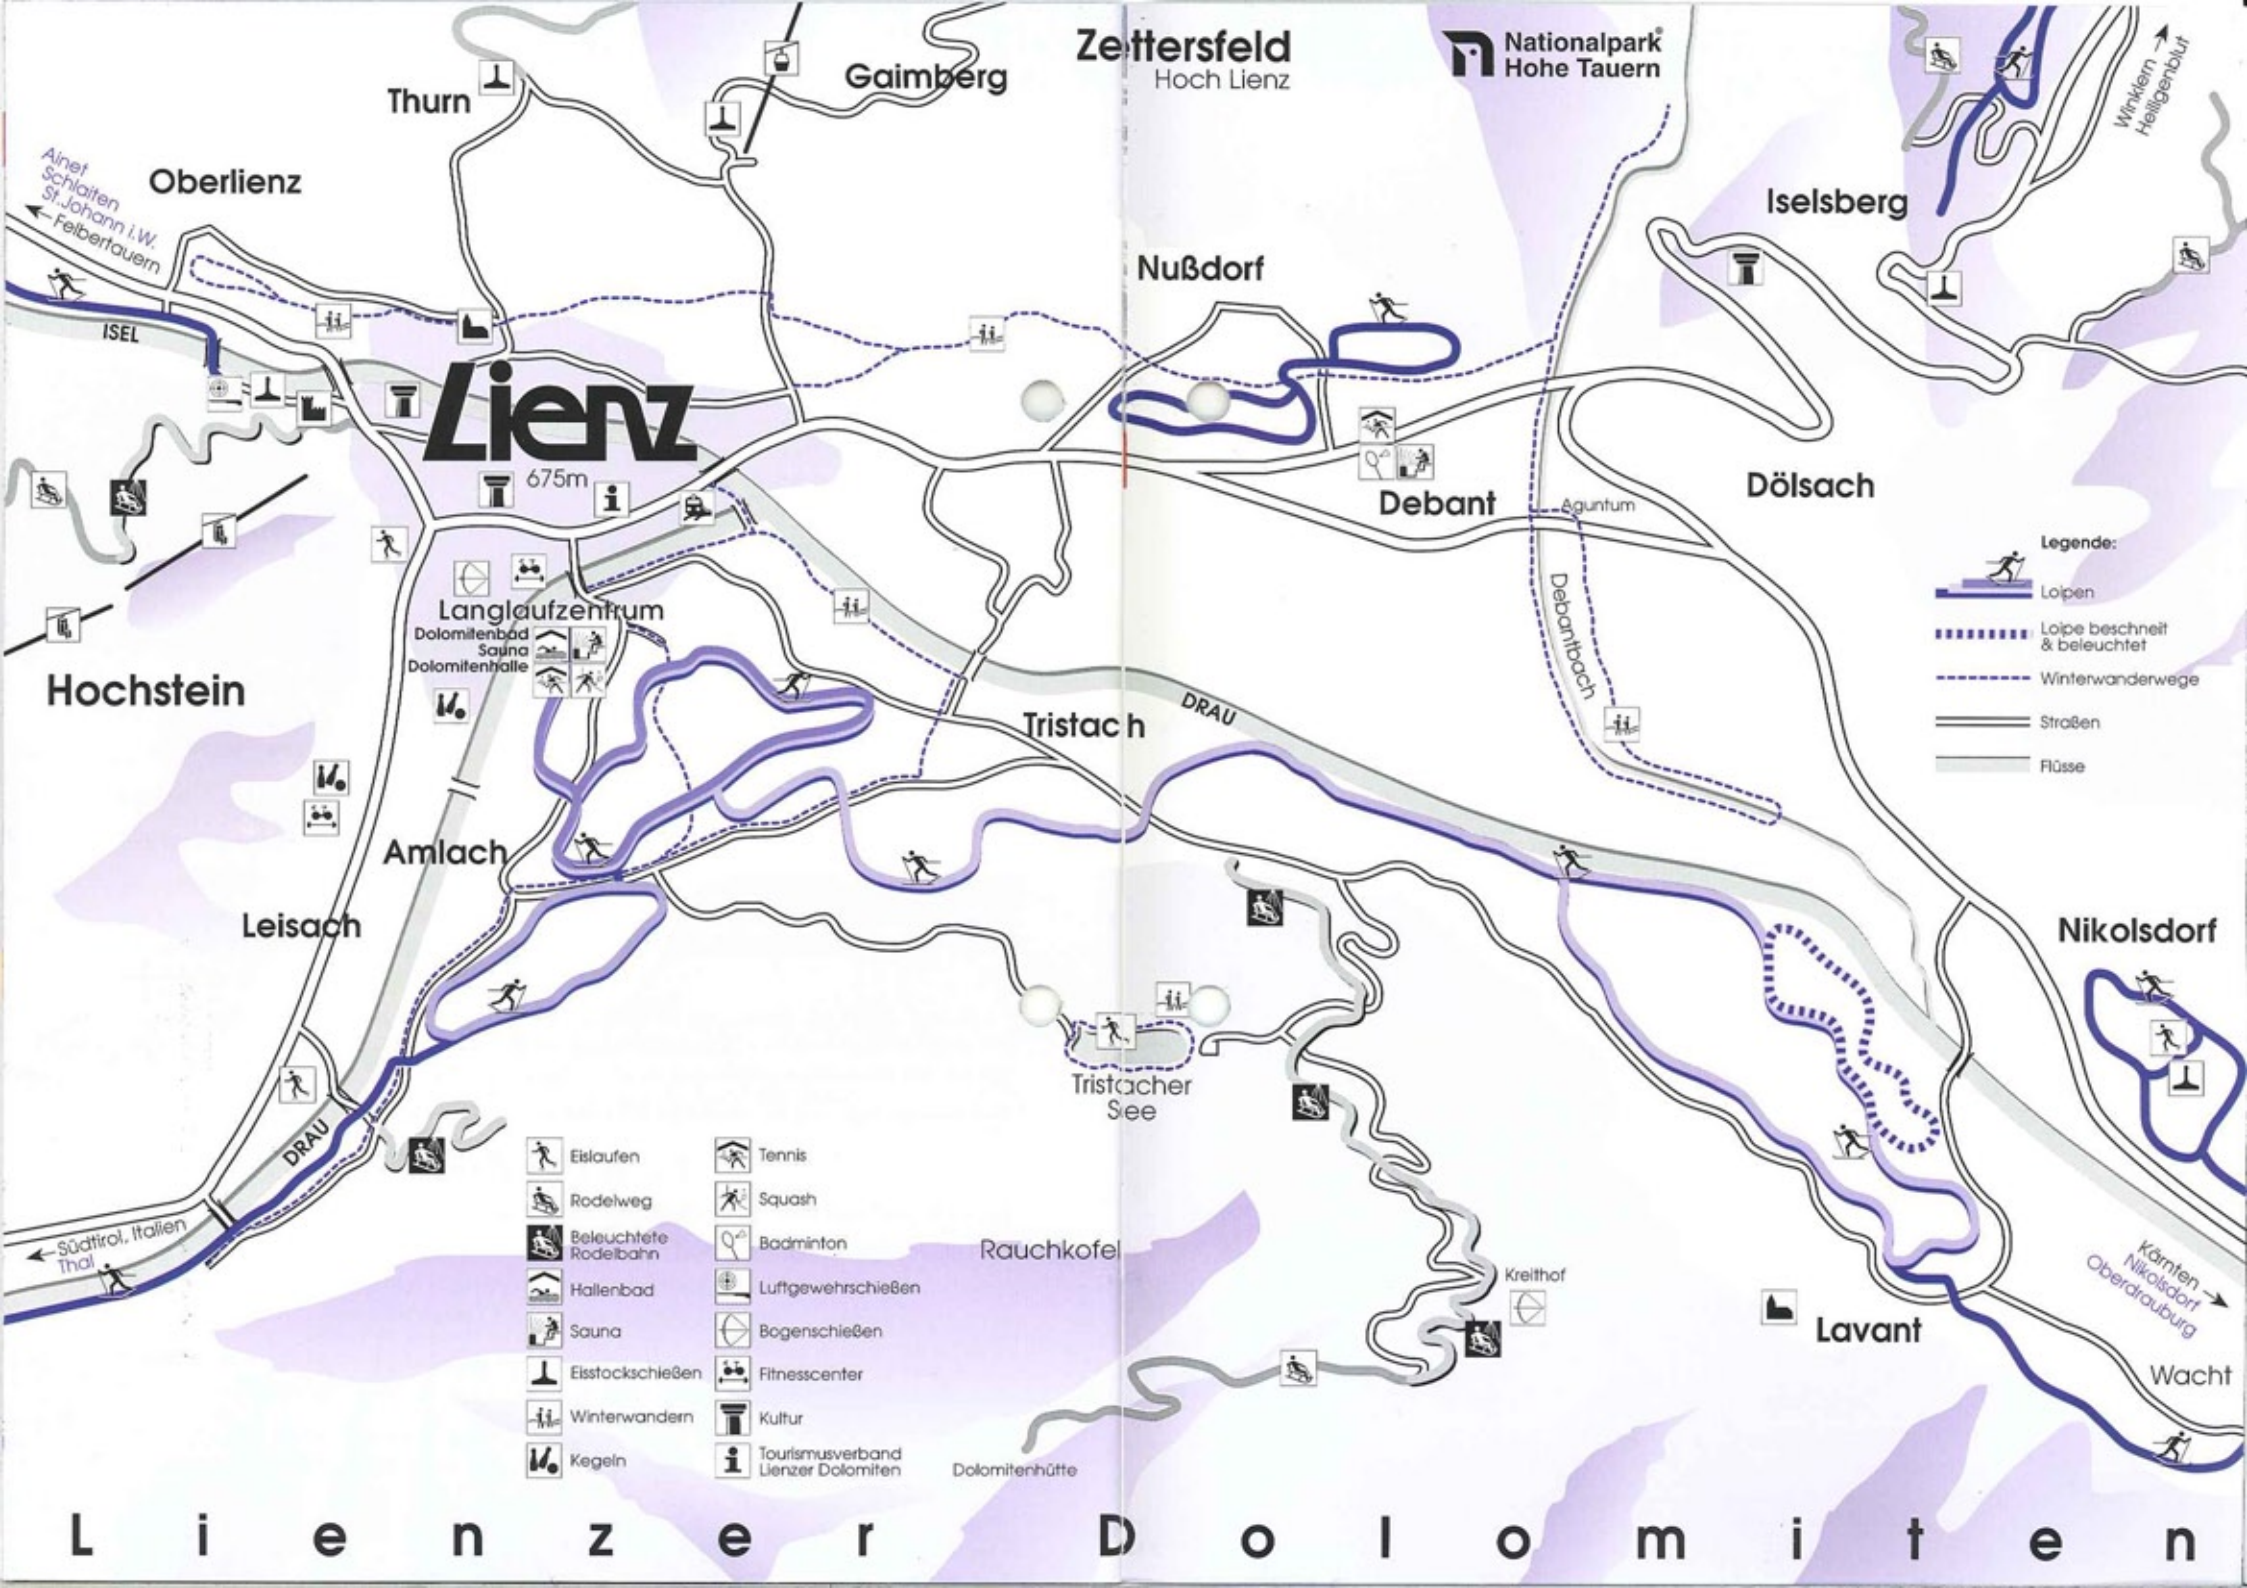 Zettersfeld
Hoch Lienz
Nationalpark
Hohe Tauern
Winklern
Heiligenblut
Thurn
Gaimberg
Ainet
Schlaiten
St.Johann i.W.
Felbertauern
Oberlienz
Iselsberg
Nußdorf
ISEL
Lienz
675m
Debant
Aguntum
Dölsach
Debantbach
Legende:
Loipen
Loipe beschneit
& beleuchtet
Winterwanderwege
Straßen
Flüsse
Langlaufzentrum
Dolomitenbad
Sauna
Dolomitenhalle
Hochstein
Tristach
DRAU
Amlach
Leisach
Nikolsdorf
Tristacher
See
DRAU
Südtirol, Italien
Thal
Eislaufen
Rodelweg
Beleuchtete
Rodelbahn
Hallenbad
Sauna
Eisstockschießen
Winterwandern
Kegeln
Tennis
Squash
Badminton
Luftgewehrschießen
Bogenschießen
Fitnesscenter
Kultur
Tourismusverband
Lienzer Dolomiten
Rauchkofel
Kreithof
Dolomitenhütte
Lavant
Kärnten
Nikolsdorf
Oberdrauburg
Wacht
Lienzer Dolomiten